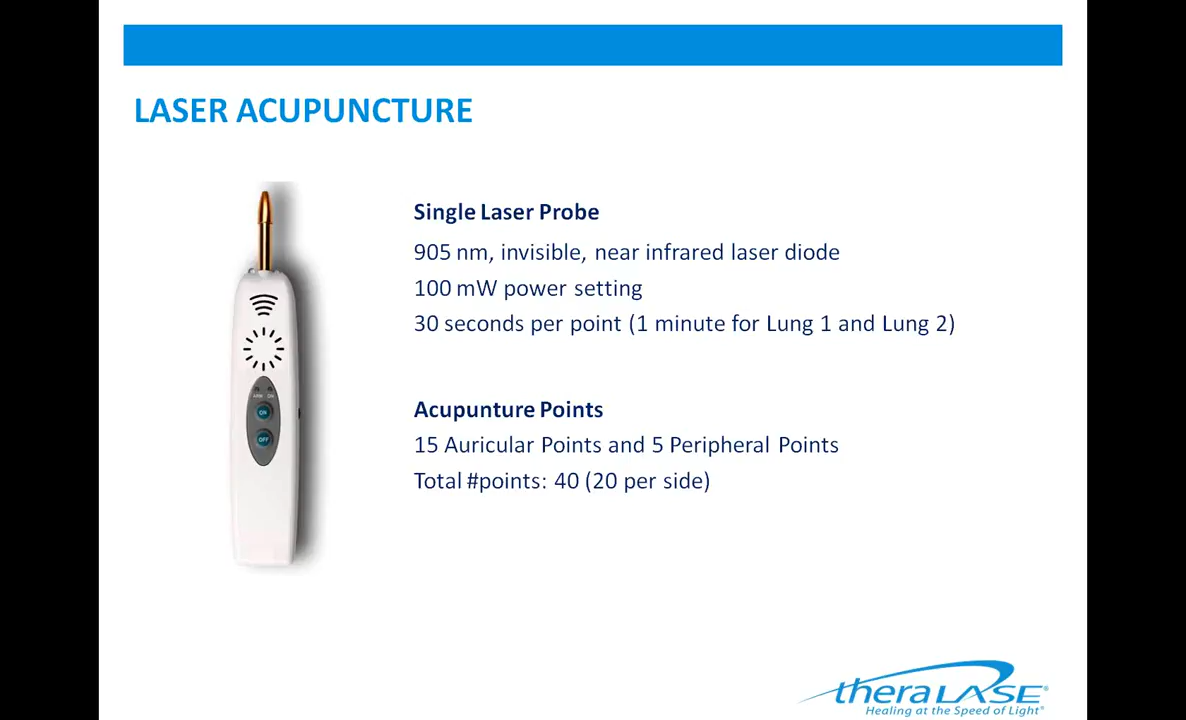 LASER ACUPUNCTURE
Single Laser Probe
905 nm, invisible, near infrared laser diode
100 mW power setting
30 seconds per point (1 minute for Lung 1 and Lung 2)
ON
OFF
Acupunture Points
15 Auricular Points and 5 Peripheral Points
Total #points: 40 (20 per side)
theraLASE®
Healing at the Speed of Light®